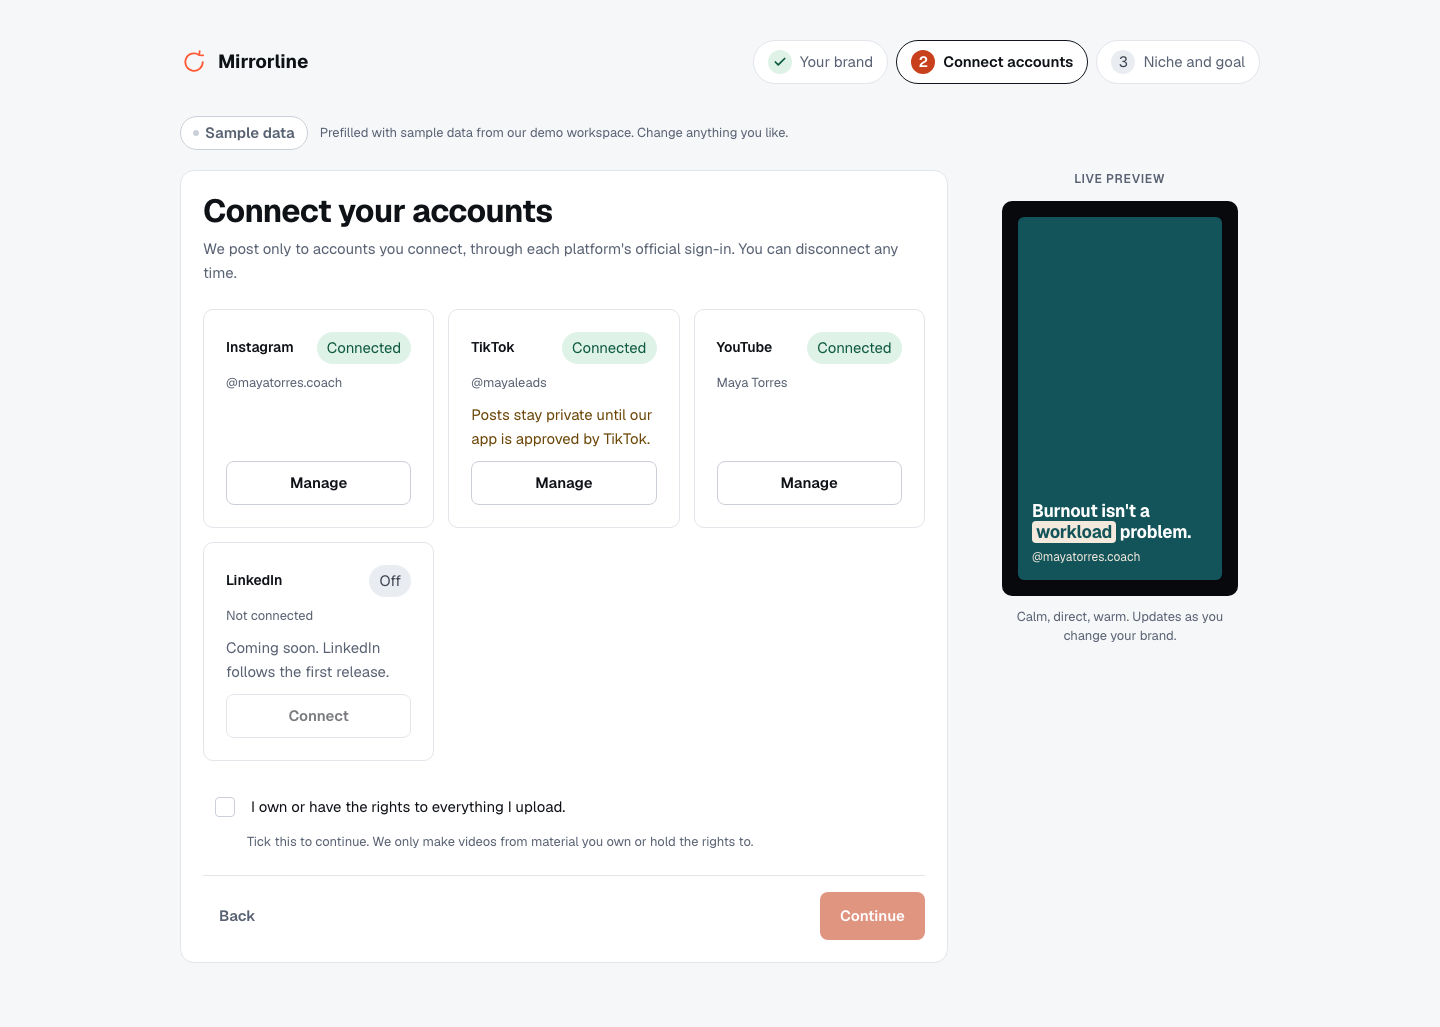 Mirrorline
Your brand
2 Connect accounts
3 Niche and goal
Sample data
Prefilled with sample data from our demo workspace. Change anything you like.
Connect your accounts
We post only to accounts you connect, through each platform's official sign-in. You can disconnect any
time.
Instagram
Connected
@mayatorres.coach
Manage
TikTok
Connected
@mayaleads
Posts stay private until our
app is approved by TikTok.
Manage
YouTube
Connected
Maya Torres
Manage
LinkedIn
Off
Not connected
Coming soon. LinkedIn
follows the first release.
Connect
I own or have the rights to everything I upload.
Tick this to continue. We only make videos from material you own or hold the rights to.
Back
Continue
LIVE PREVIEW
Burnout isn't a
workload problem.
@mayatorres.coach
Calm, direct, warm. Updates as you
change your brand.